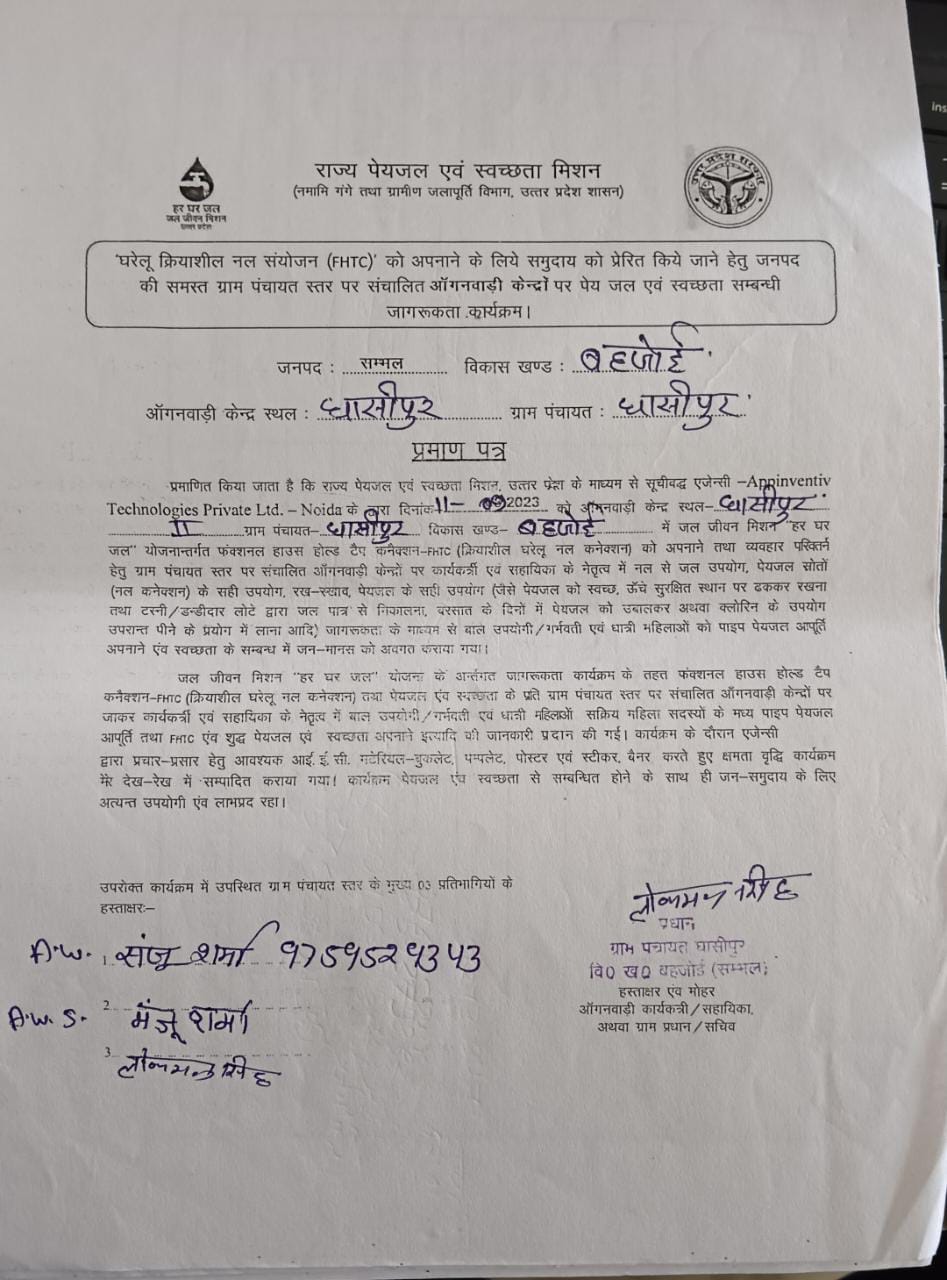 राज्य पेयजल एवं स्वच्छता मिशन
(नमामि गंगे तथा ग्रामीण जलापूर्ति विभाग, उत्तर प्रदेश शासन)
हर घर जल
जल जीवन मिशन
उत्तर प्रदेश
उत्तर प्रदेश सरकार
'घरेलू क्रियाशील नल संयोजन (FHTC)' को अपनाने के लिये समुदाय को प्रेरित किये जाने हेतु जनपद
की समस्त ग्राम पंचायत स्तर पर संचालित ऑगनवाड़ी केन्द्रों पर पेय जल एवं स्वच्छता सम्बन्धी
जागरूकता कार्यक्रम।
जनपद : सम्भल विकास खण्ड : बहजोई
ऑगनवाड़ी केन्द्र स्थल : घासीपुर ग्राम पंचायत : घासीपुर
प्रमाण पत्र
प्रमाणित किया जाता है कि राज्य पेयजल एवं स्वच्छता मिशन, उत्तर प्रदेश के माध्यम से सूचीवद्ध एजेन्सी –Appinventiv
Technologies Private Ltd. – Noida के द्वारा दिनांक 11-09 2023 को ऑगनवाड़ी केन्द्र स्थल– घासीपुर
II ग्राम पंचायत– घासीपुर विकास खण्ड– बहजोई में जल जीवन मिशन "हर घर
जल" योजनान्तर्गत फंक्शनल हाउस होल्ड टैप कनैक्शन–FHTC (क्रियाशील घरेलू नल कनेक्शन) को अपनाने तथा व्यवहार परिवर्तन
हेतु ग्राम पंचायत स्तर पर संचालित ऑगनवाड़ी केन्द्रों पर कार्यकर्त्री एवं सहायिका के नेतृत्व में नल से जल उपयोग, पेयजल स्रोतों
(नल कनेक्शन) के सही उपयोग, रख–रखाव, पेयजल के सही उपयोग (जैसे पेयजल को स्वच्छ, ऊँचे सुरक्षित स्थान पर ढककर रखना
तथा टरनी/डन्डीदार लोटे द्वारा जल पात्र से निकालना, बरसात के दिनों में पेयजल को उबालकर अथवा क्लोरिन के उपयोग
उपरान्त पीने के प्रयोग में लाना आदि) जागरूकता के माध्यम से बाल उपयोगी/गर्भवती एवं धात्री महिलाओं को पाइप पेयजल आपूर्ति
अपनाने एंव स्वच्छता के सम्बन्ध में जन–मानस को अवगत कराया गया।
जल जीवन मिशन "हर घर जल" योजना के अर्न्तगत जागरूकता कार्यक्रम के तहत फंक्शनल हाउस होल्ड टैप
कनैक्शन–FHTC (क्रियाशील घरेलू नल कनेक्शन) तथा पेयजल एंव स्वच्छता के प्रति ग्राम पंचायत स्तर पर संचालित ऑगनवाड़ी केन्द्रों पर
जाकर कार्यकर्त्री एवं सहायिका के नेतृत्व में बाल उपयोगी/गर्भवती एवं धात्री महिलाओं सक्रिय महिला सदस्यों के मध्य पाइप पेयजल
आपूर्ति तथा FHTC एंव शुद्ध पेयजल एवं स्वच्छता अपनाने इत्यादि की जानकारी प्रदान की गई। कार्यक्रम के दौरान एजेन्सी
द्वारा प्रचार–प्रसार हेतु आवश्यक आई. ई. सी. मटेरियल–बुकलेट, पम्पलेट, पोस्टर एवं स्टीकर, बैनर करते हुए क्षमता वृद्धि कार्यक्रम
मेरे देख–रेख में सम्पादित कराया गया! कार्यक्रम पेयजल एंव स्वच्छता से सम्बन्धित होने के साथ ही जन–समुदाय के लिए
अत्यन्त उपयोगी एंव लाभप्रद रहा।
उपरोक्त कार्यक्रम में उपस्थित ग्राम पंचायत स्तर के मुख्य 03 प्रतिभागियों के
हस्ताक्षरः–
A.W. 1 संजू शर्मा 9759529343
A.W.S. 2 मंजू शर्मा
3 लोकमन सिंह
लोकमन सिंह
प्रधान
ग्राम पंचायत घासीपुर
वि0 ख0 बहजोई (सम्भल)
हस्ताक्षर एंव मोहर
ऑगनवाड़ी कार्यकर्त्री/सहायिका,
अथवा ग्राम प्रधान/सचिव